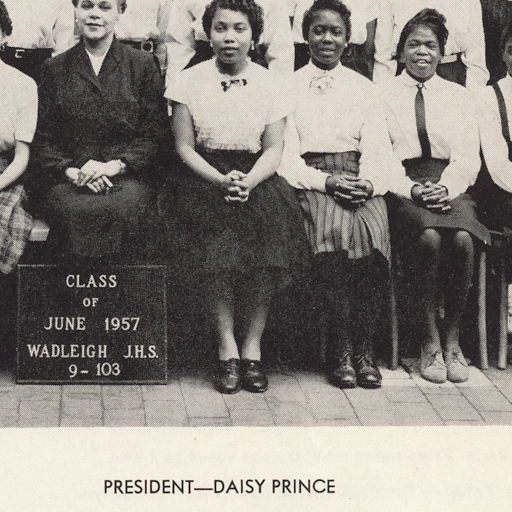 CLASS
OF
JUNE 1957
WADLEIGH J.H.S.
9-103
PRESIDENT—DAISY PRINCE